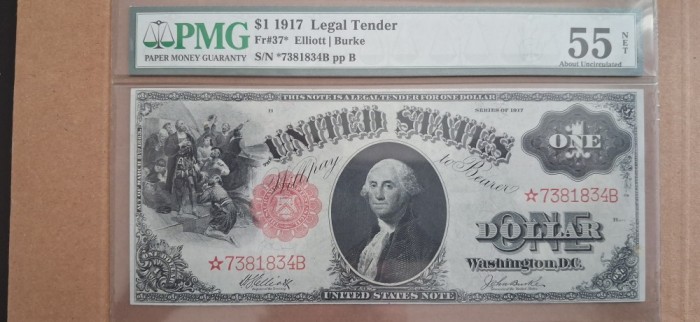 PMG
PAPER MONEY GUARANTY
$1 1917 Legal Tender
Fr#37* Elliott | Burke
S/N *7381834B pp B
55 NET
About Uncirculated
THIS NOTE IS A LEGAL TENDER FOR ONE DOLLAR
B
SERIES OF 1917
UNITED STATES
ONE
Will pay to Bearer
☆7381834B
ONE
DOLLAR
Washington, D.C.
☆7381834B
UNITED STATES NOTE